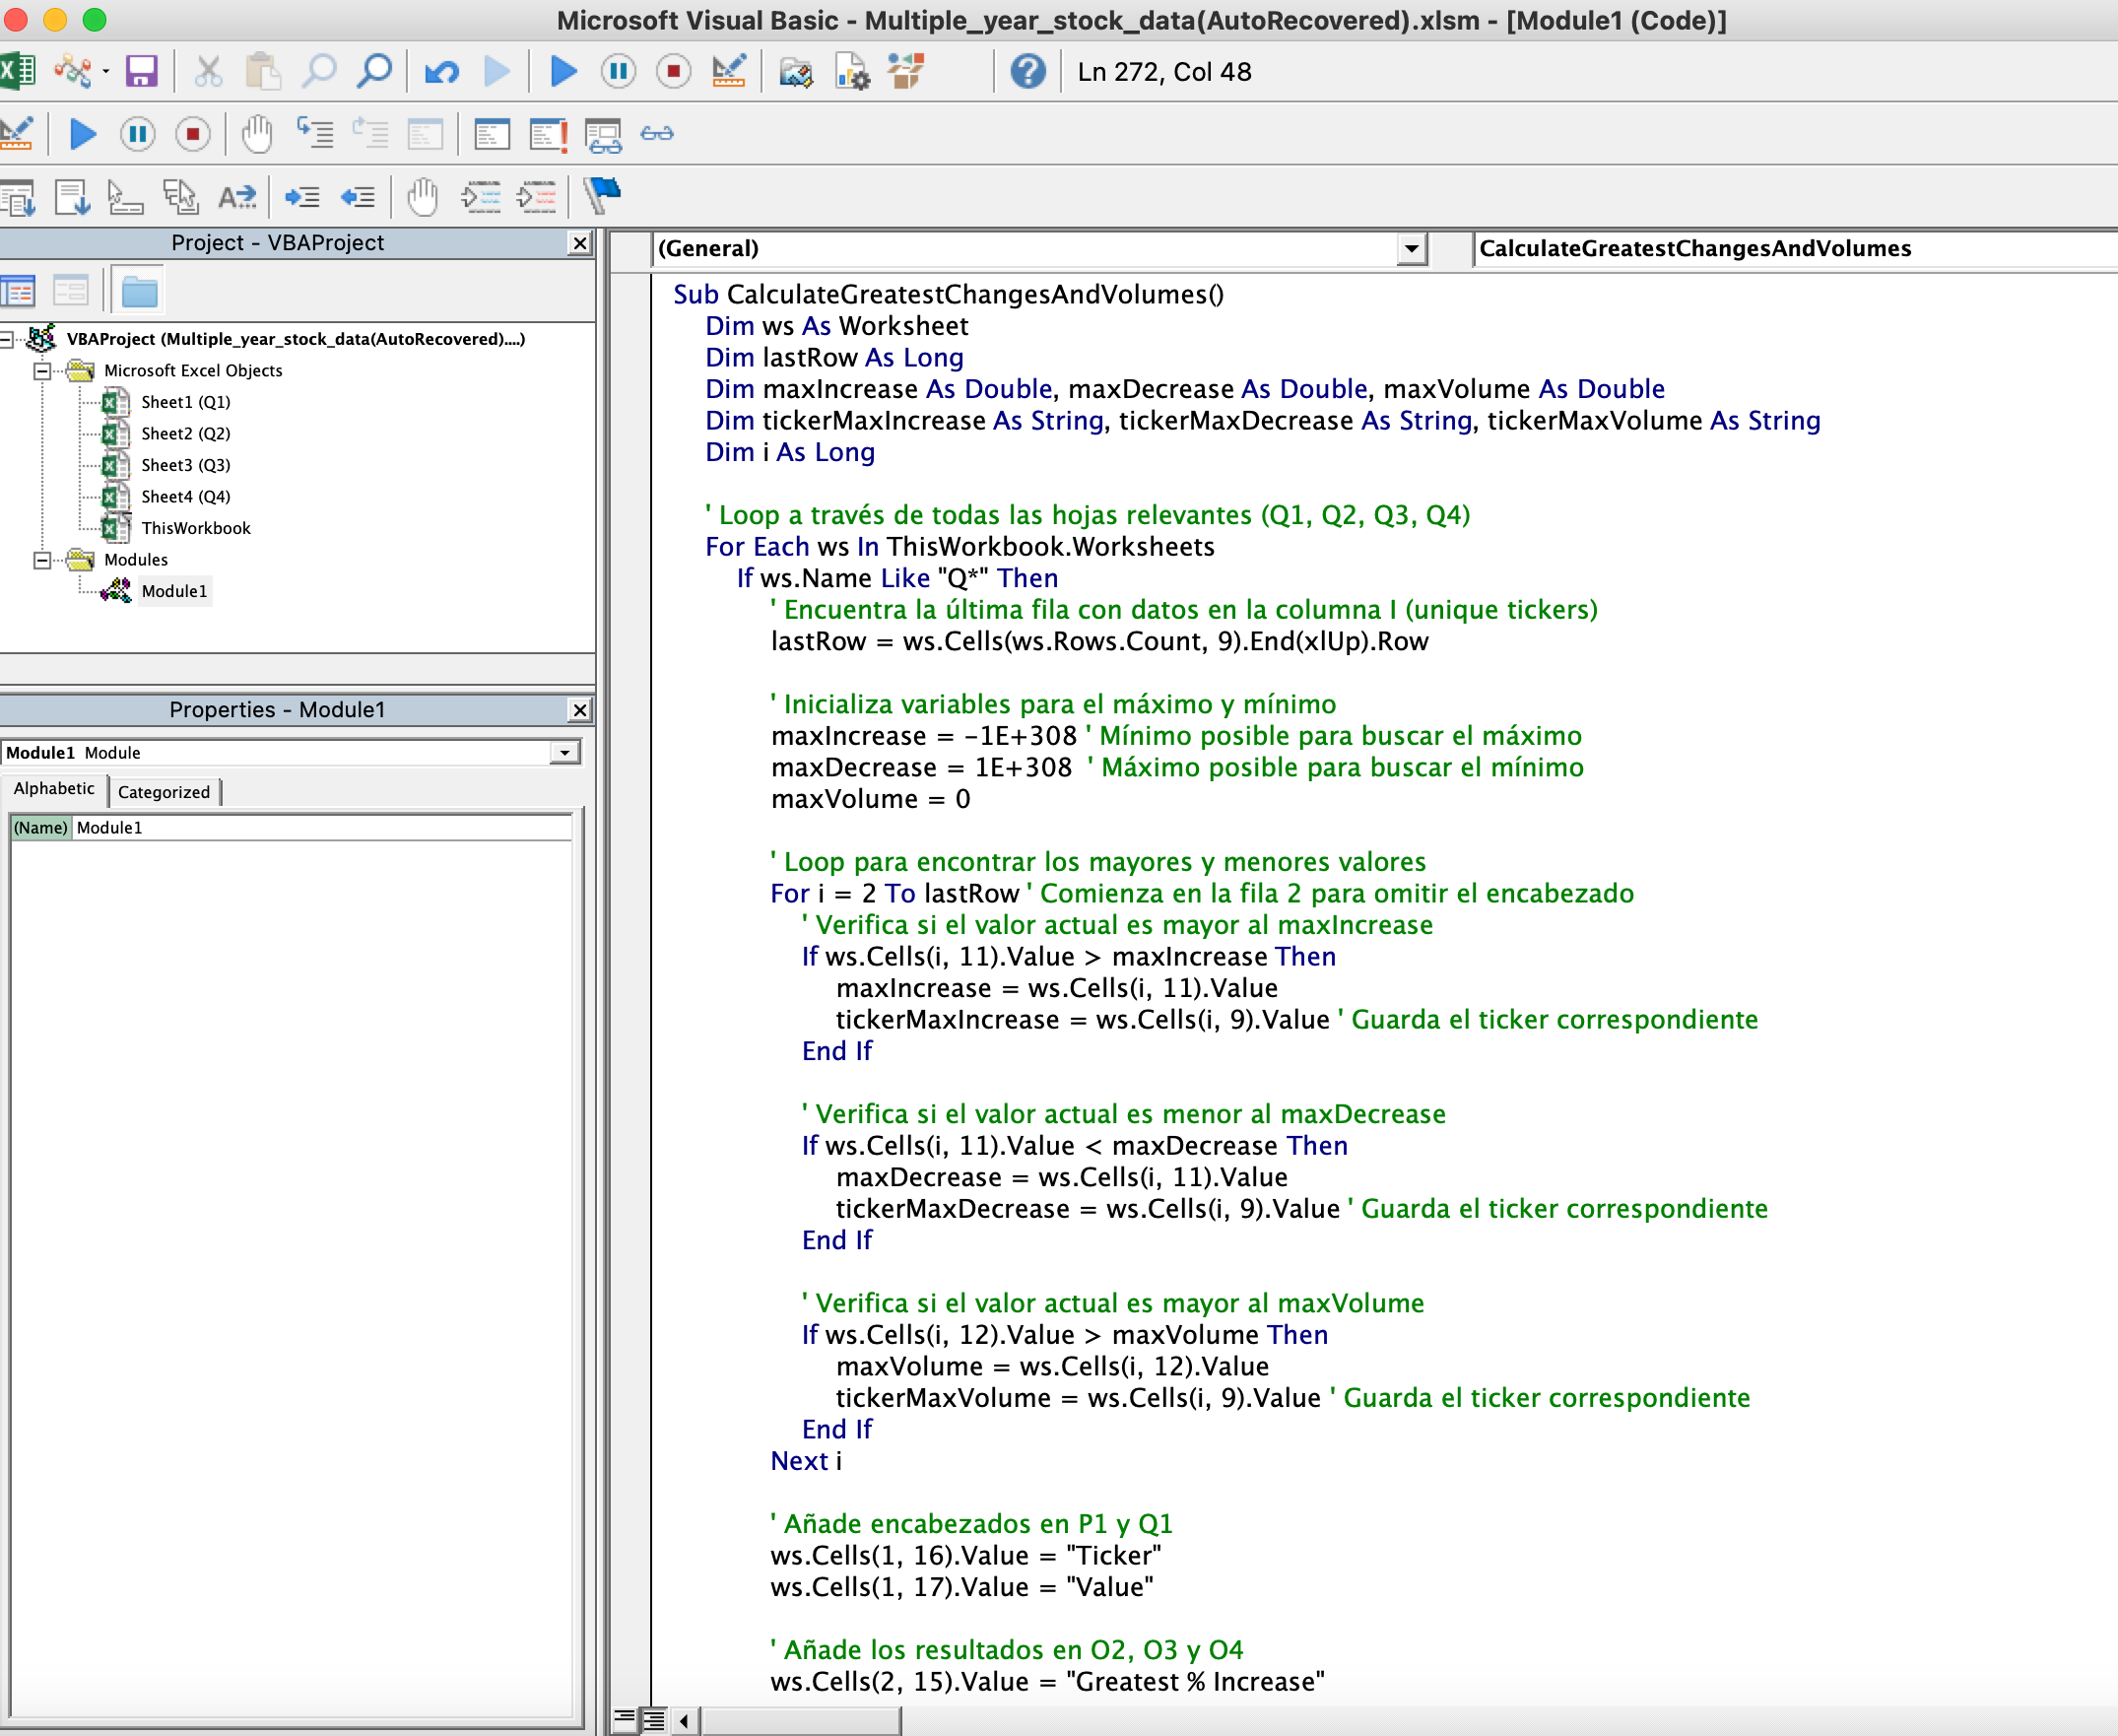 Microsoft Visual Basic - Multiple_year_stock_data(AutoRecovered).xlsm - [Module1 (Code)]
Ln 272, Col 48
Project - VBAProject
VBAProject (Multiple_year_stock_data(AutoRecovered)....)
Microsoft Excel Objects
Sheet1 (Q1)
Sheet2 (Q2)
Sheet3 (Q3)
Sheet4 (Q4)
ThisWorkbook
Modules
Module1
Properties - Module1
Module1 Module
Alphabetic
Categorized
(Name) Module1
(General)
CalculateGreatestChangesAndVolumes
Sub CalculateGreatestChangesAndVolumes()
Dim ws As Worksheet
Dim lastRow As Long
Dim maxIncrease As Double, maxDecrease As Double, maxVolume As Double
Dim tickerMaxIncrease As String, tickerMaxDecrease As String, tickerMaxVolume As String
Dim i As Long
' Loop a través de todas las hojas relevantes (Q1, Q2, Q3, Q4)
For Each ws In ThisWorkbook.Worksheets
If ws.Name Like "Q*" Then
' Encuentra la última fila con datos en la columna I (unique tickers)
lastRow = ws.Cells(ws.Rows.Count, 9).End(xlUp).Row
' Inicializa variables para el máximo y mínimo
maxIncrease = -1E+308 ' Mínimo posible para buscar el máximo
maxDecrease = 1E+308 ' Máximo posible para buscar el mínimo
maxVolume = 0
' Loop para encontrar los mayores y menores valores
For i = 2 To lastRow ' Comienza en la fila 2 para omitir el encabezado
' Verifica si el valor actual es mayor al maxIncrease
If ws.Cells(i, 11).Value > maxIncrease Then
maxIncrease = ws.Cells(i, 11).Value
tickerMaxIncrease = ws.Cells(i, 9).Value ' Guarda el ticker correspondiente
End If
' Verifica si el valor actual es menor al maxDecrease
If ws.Cells(i, 11).Value < maxDecrease Then
maxDecrease = ws.Cells(i, 11).Value
tickerMaxDecrease = ws.Cells(i, 9).Value ' Guarda el ticker correspondiente
End If
' Verifica si el valor actual es mayor al maxVolume
If ws.Cells(i, 12).Value > maxVolume Then
maxVolume = ws.Cells(i, 12).Value
tickerMaxVolume = ws.Cells(i, 9).Value ' Guarda el ticker correspondiente
End If
Next i
' Añade encabezados en P1 y Q1
ws.Cells(1, 16).Value = "Ticker"
ws.Cells(1, 17).Value = "Value"
' Añade los resultados en O2, O3 y O4
ws.Cells(2, 15).Value = "Greatest % Increase"